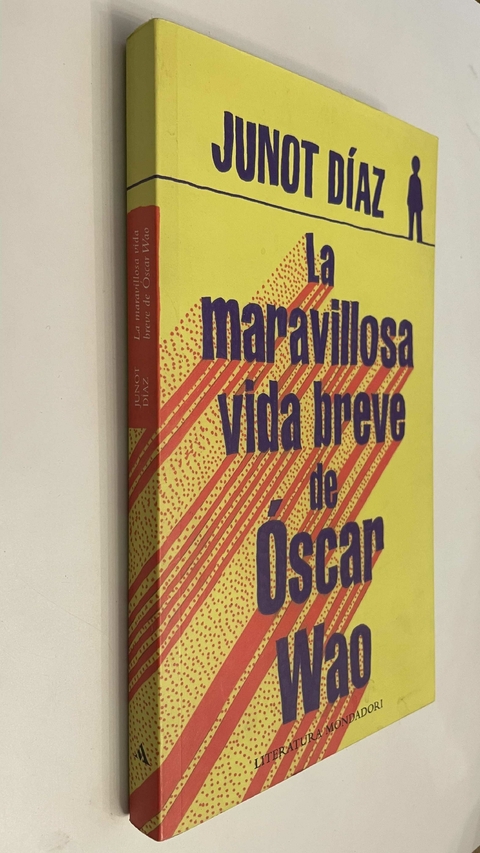 JUNOT DÍAZ
La
maravillosa
vida breve
de
Óscar
Wao
LITERATURA MONDADORI
La maravillosa vida
breve de Óscar Wao
JUNOT
DÍAZ